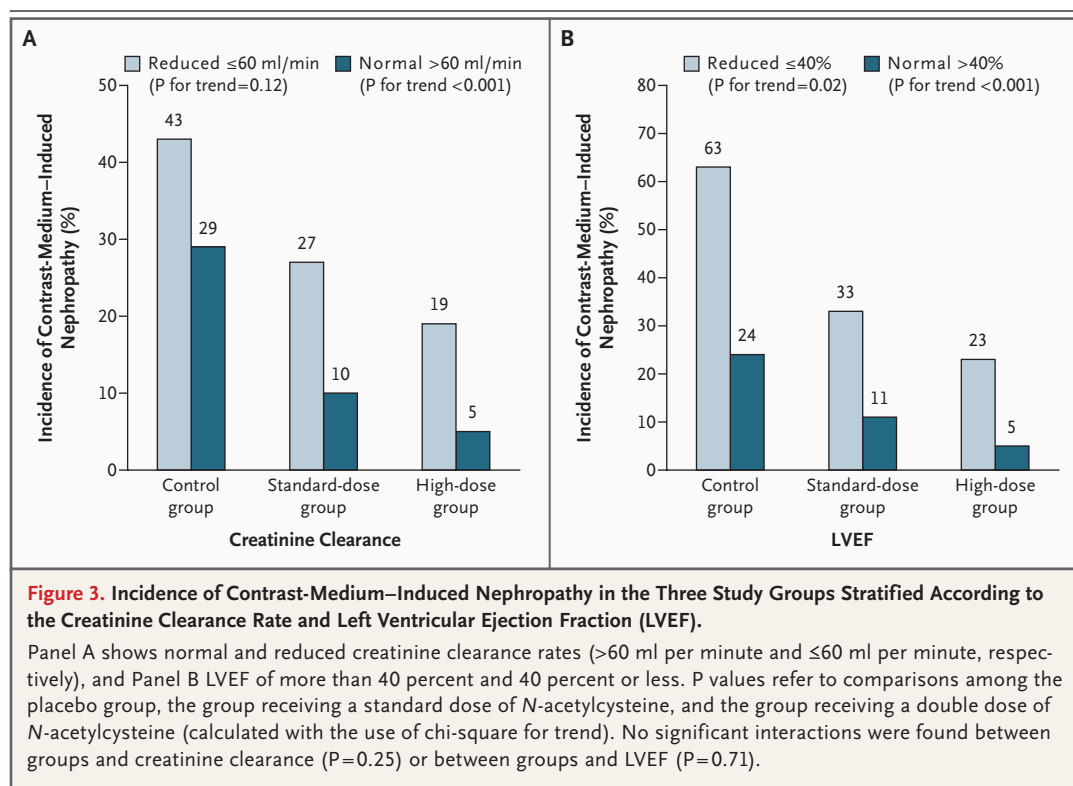 A
Reduced ≤60 ml/min
(P for trend=0.12)
Normal >60 ml/min
(P for trend <0.001)
Incidence of Contrast-Medium–Induced
Nephropathy (%)
50
40
30
20
10
0
43
29
27
10
19
5
Control
group
Standard-dose
group
High-dose
group
Creatinine Clearance
B
Reduced ≤40%
(P for trend=0.02)
Normal >40%
(P for trend <0.001)
Incidence of Contrast-Medium–Induced
Nephropathy (%)
80
70
60
50
40
30
20
10
0
63
24
33
11
23
5
Control
group
Standard-dose
group
High-dose
group
LVEF
Figure 3. Incidence of Contrast-Medium–Induced Nephropathy in the Three Study Groups Stratified According to
the Creatinine Clearance Rate and Left Ventricular Ejection Fraction (LVEF).
Panel A shows normal and reduced creatinine clearance rates (>60 ml per minute and ≤60 ml per minute, respec-
tively), and Panel B LVEF of more than 40 percent and 40 percent or less. P values refer to comparisons among the
placebo group, the group receiving a standard dose of N-acetylcysteine, and the group receiving a double dose of
N-acetylcysteine (calculated with the use of chi-square for trend). No significant interactions were found between
groups and creatinine clearance (P=0.25) or between groups and LVEF (P=0.71).